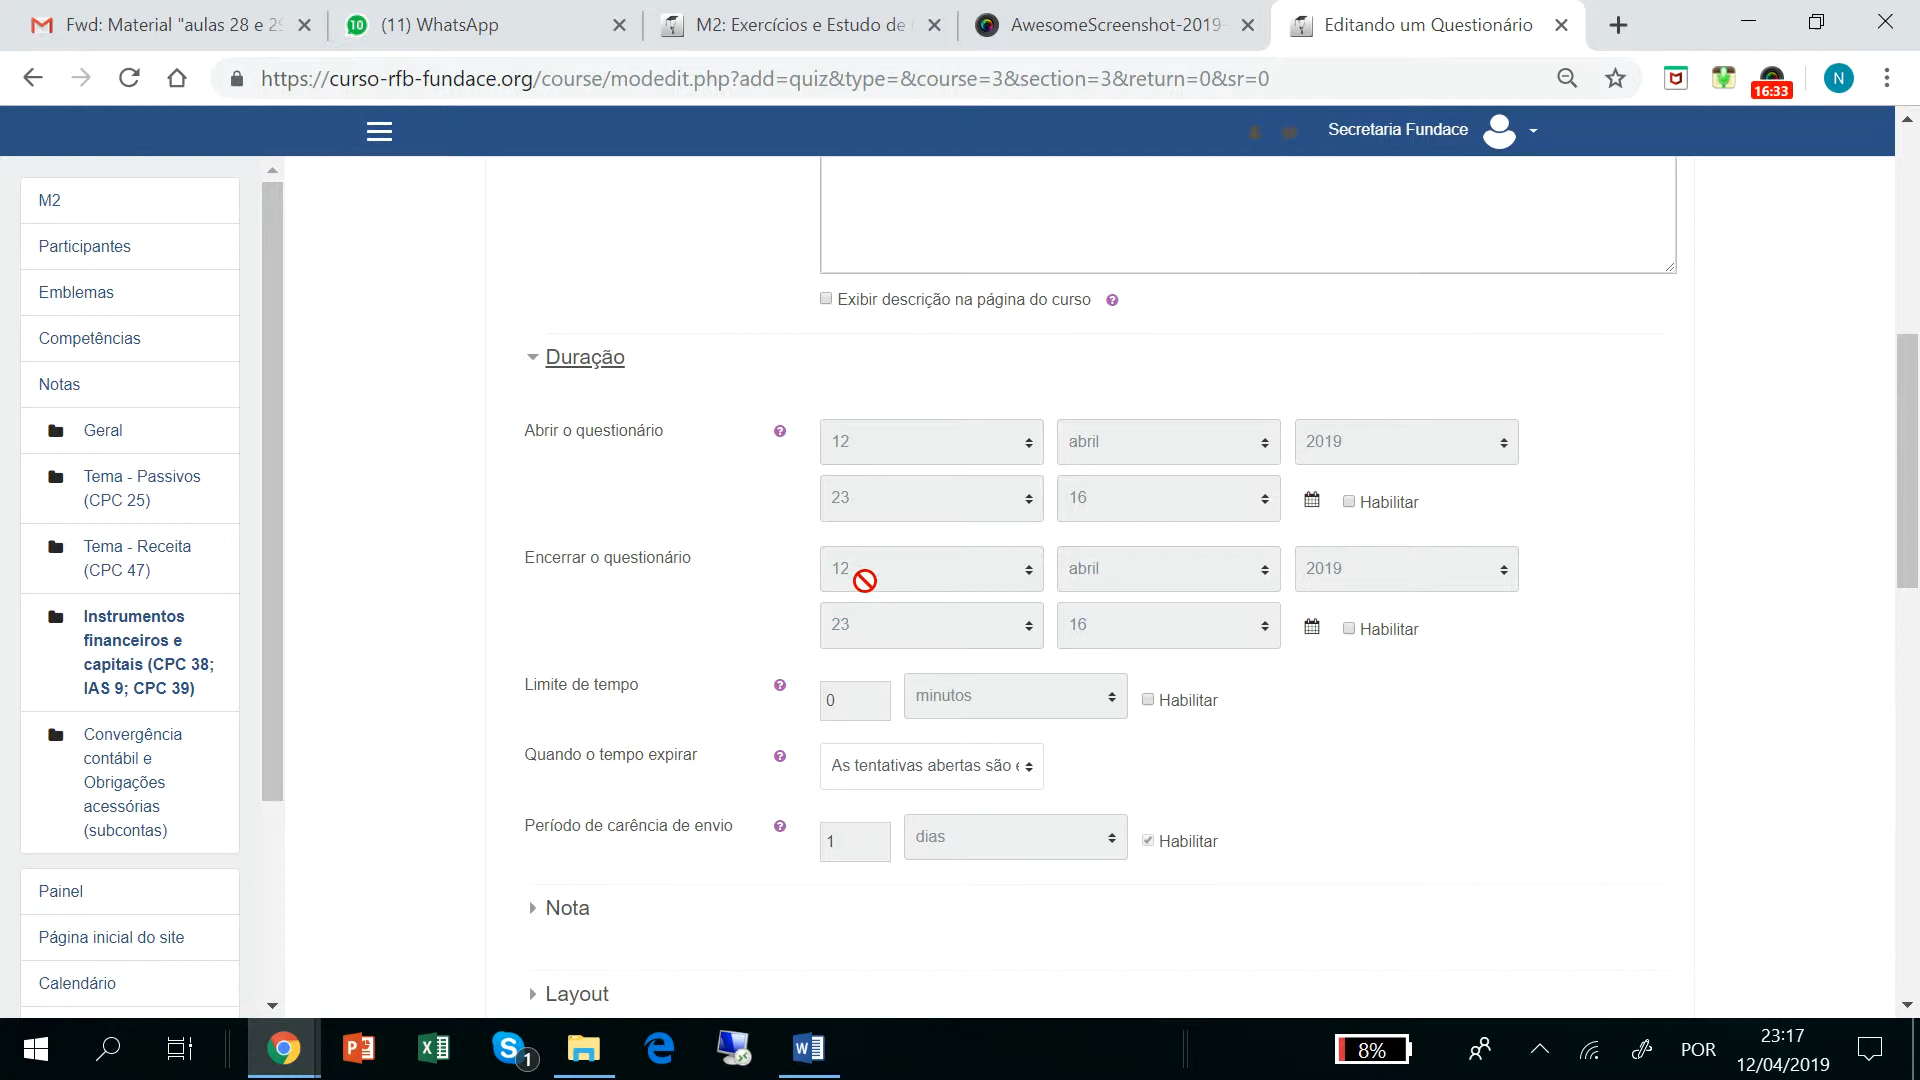 Fwd: Material "aulas 28 e 29
(11) WhatsApp
M2: Exercícios e Estudo de
AwesomeScreenshot-2019-
Editando um Questionário
https://curso-rfb-fundace.org/course/modedit.php?add=quiz&type=&course=3&section=3&return=0&sr=0
16:33
N
Secretaria Fundace
M2
Participantes
Emblemas
Competências
Notas
Geral
Tema - Passivos
(CPC 25)
Tema - Receita
(CPC 47)
Instrumentos
financeiros e
capitais (CPC 38;
IAS 9; CPC 39)
Convergência
contábil e
Obrigações
acessórias
(subcontas)
Painel
Página inicial do site
Calendário
Exibir descrição na página do curso
Duração
Abrir o questionário
12 abril 2019
23 16 Habilitar
Encerrar o questionário
12 abril 2019
23 16 Habilitar
Limite de tempo
0 minutos Habilitar
Quando o tempo expirar
As tentativas abertas são
Período de carência de envio
1 dias Habilitar
Nota
Layout
8%
POR
23:17
12/04/2019